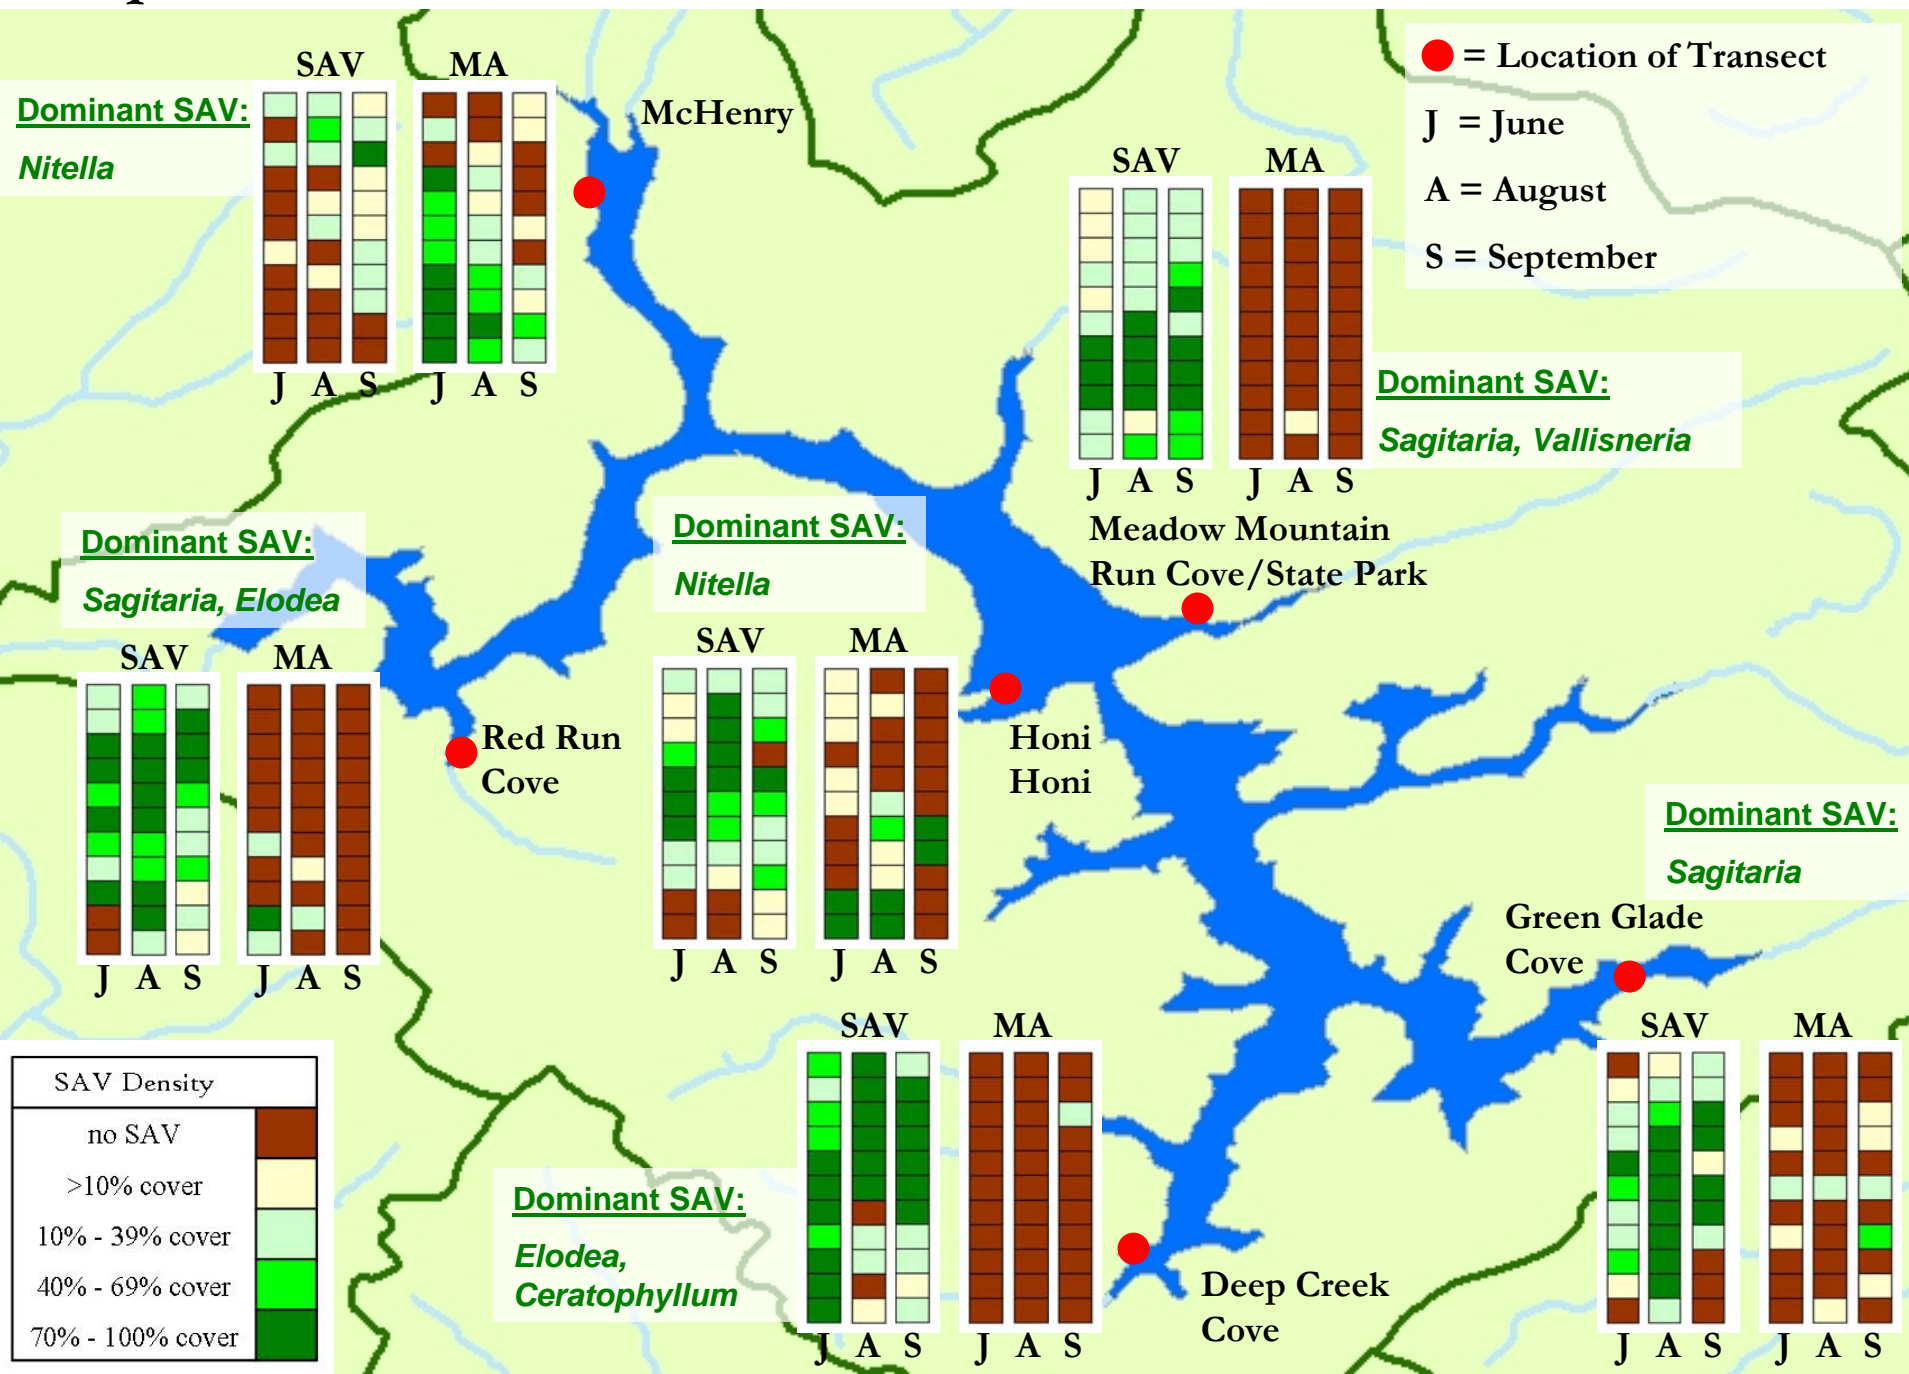 SAV MA
Dominant SAV:
Nitella
J A S J A S
McHenry
= Location of Transect
J = June
A = August
S = September
SAV MA
J A S J A S
Dominant SAV:
Sagitaria, Vallisneria
Meadow Mountain
Run Cove/State Park
Dominant SAV:
Sagitaria, Elodea
SAV MA
J A S J A S
Red Run
Cove
Dominant SAV:
Nitella
SAV MA
J A S J A S
Honi
Honi
Dominant SAV:
Sagitaria
Green Glade
Cove
SAV MA
J A S J A S
SAV MA
J A S J A S
Dominant SAV:
Elodea,
Ceratophyllum
Deep Creek
Cove
SAV Density
no SAV
>10% cover
10% - 39% cover
40% - 69% cover
70% - 100% cover